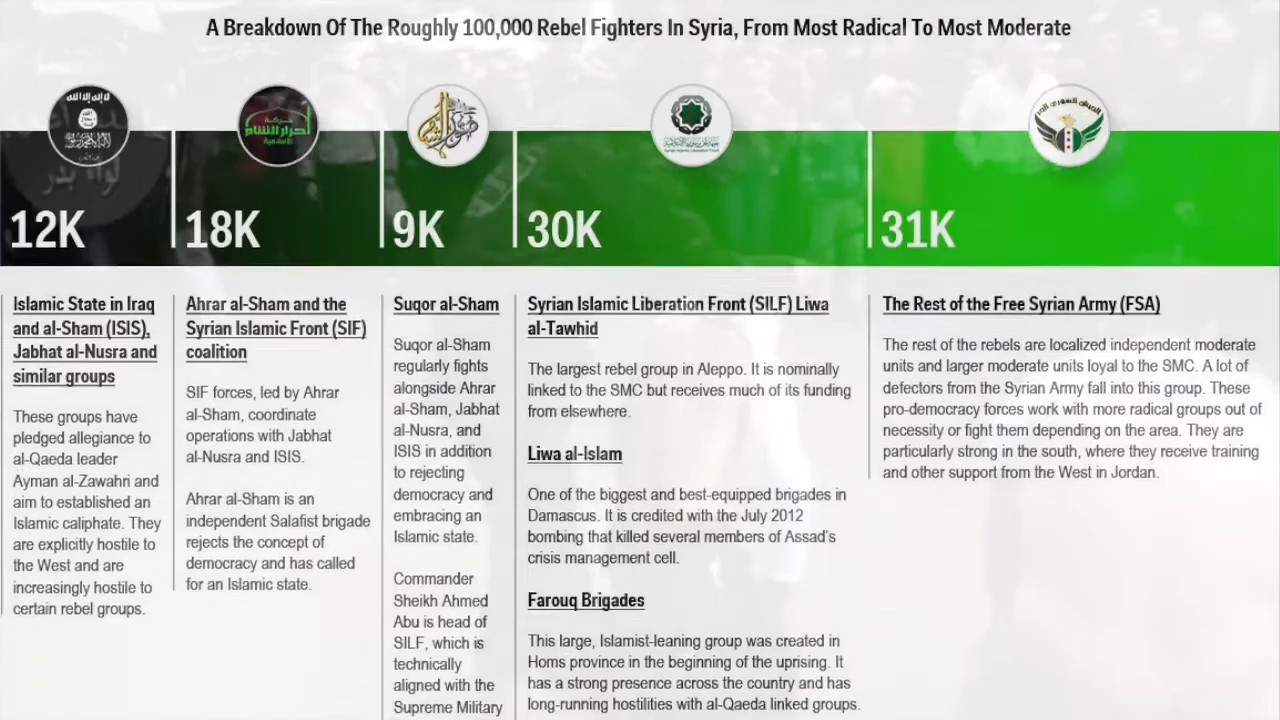 A Breakdown Of The Roughly 100,000 Rebel Fighters In Syria, From Most Radical To Most Moderate
لا إله إلا الله
أحرار الشام
الجيش السوري الحر
لواء بدر
12K
18K
9K
30K
31K
Islamic State in Iraq
and al-Sham (ISIS),
Jabhat al-Nusra and
similar groups
These groups have
pledged allegiance to
al-Qaeda leader
Ayman al-Zawahri and
aim to established an
Islamic caliphate. They
are explicitly hostile to
the West and are
increasingly hostile to
certain rebel groups.
Ahrar al-Sham and the
Syrian Islamic Front (SIF)
coalition
SIF forces, led by Ahrar
al-Sham, coordinate
operations with Jabhat
al-Nusra and ISIS.
Ahrar al-Sham is an
independent Salafist brigade
rejects the concept of
democracy and has called
for an Islamic state.
Suqor al-Sham
Suqor al-Sham
regularly fights
alongside Ahrar
al-Sham, Jabhat
al-Nusra, and
ISIS in addition
to rejecting
democracy and
embracing an
Islamic state.
Commander
Sheikh Ahmed
Abu is head of
SILF, which is
technically
aligned with the
Supreme Military
Syrian Islamic Liberation Front (SILF) Liwa
al-Tawhid
The largest rebel group in Aleppo. It is nominally
linked to the SMC but receives much of its funding
from elsewhere.
Liwa al-Islam
One of the biggest and best-equipped brigades in
Damascus. It is credited with the July 2012
bombing that killed several members of Assad's
crisis management cell.
Farouq Brigades
This large, Islamist-leaning group was created in
Homs province in the beginning of the uprising. It
has a strong presence across the country and has
long-running hostilities with al-Qaeda linked groups.
The Rest of the Free Syrian Army (FSA)
The rest of the rebels are localized independent moderate
units and larger moderate units loyal to the SMC. A lot of
defectors from the Syrian Army fall into this group. These
pro-democracy forces work with more radical groups out of
necessity or fight them depending on the area. They are
particularly strong in the south, where they receive training
and other support from the West in Jordan.